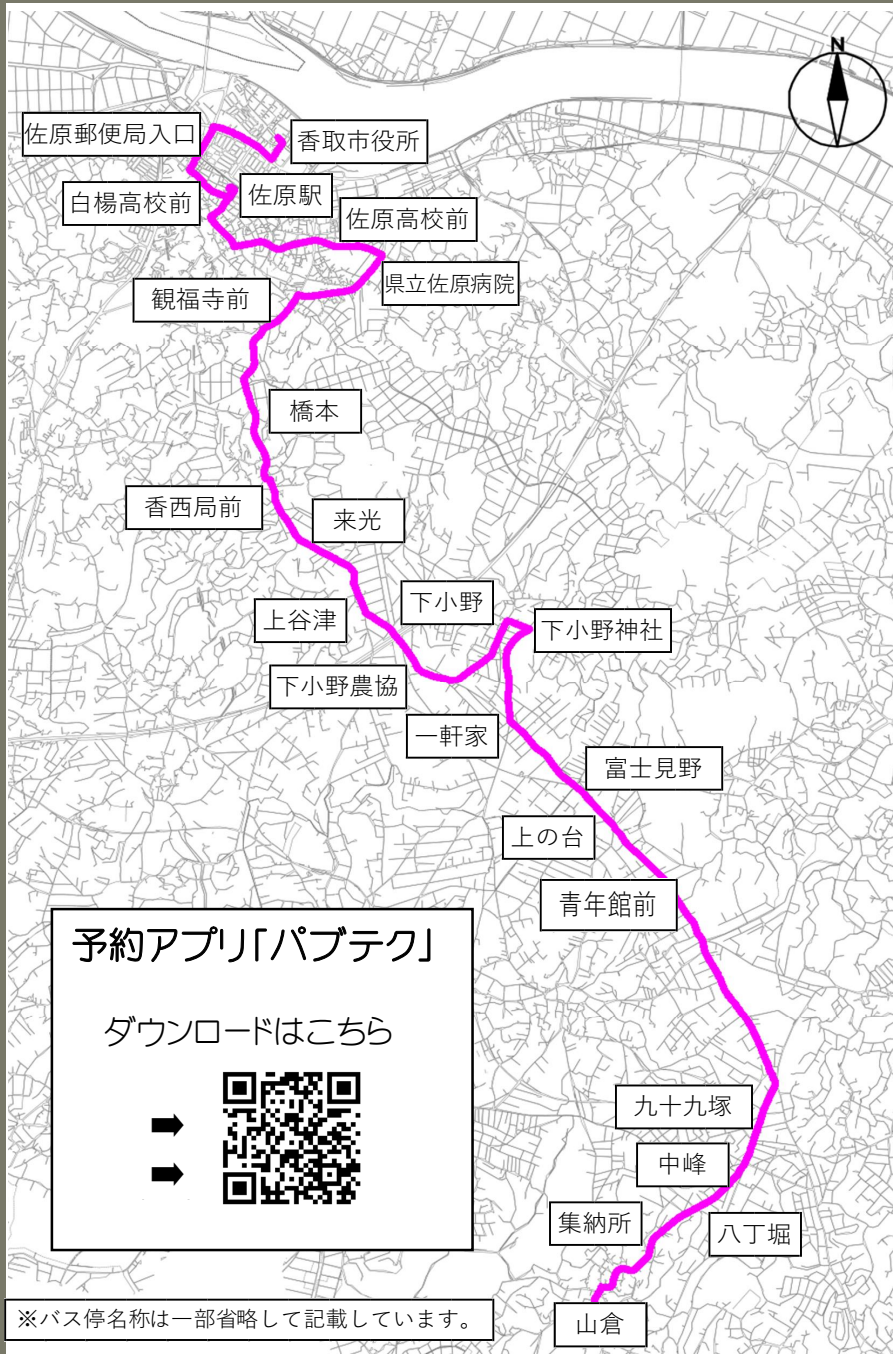 N
佐原郵便局入口
香取市役所
白楊高校前
佐原駅
佐原高校前
県立佐原病院
観福寺前
橋本
香西局前
来光
上谷津
下小野
下小野神社
下小野農協
一軒家
富士見野
上の台
青年館前
予約アプリ「パブテク」
ダウンロードはこちら
➡
➡
九十九塚
中峰
集納所
八丁堀
山倉
※バス停名称は一部省略して記載しています。